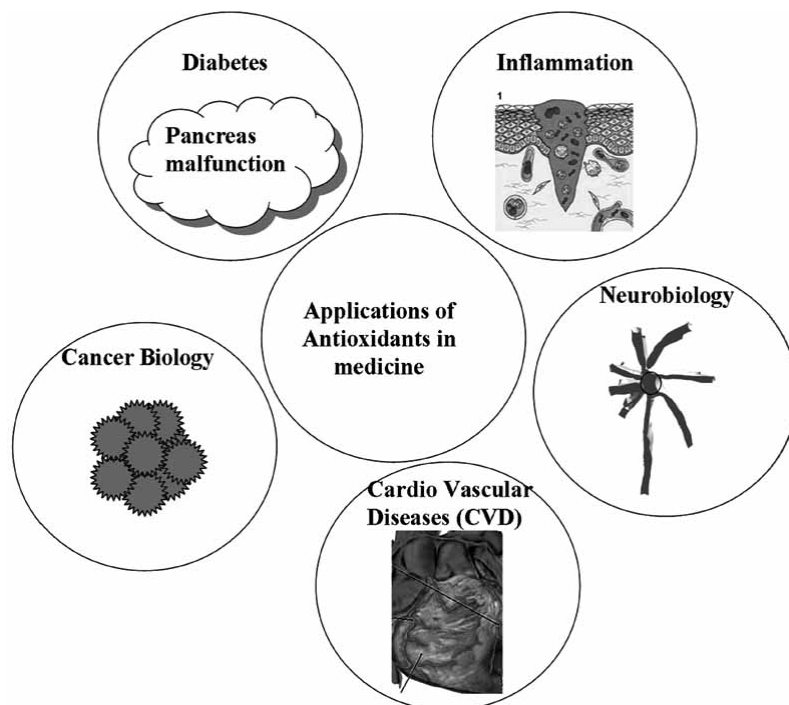 Diabetes
Pancreas
malfunction
Inflammation
1
Applications of
Antioxidants in
medicine
Neurobiology
Cancer Biology
Cardio Vascular
Diseases (CVD)